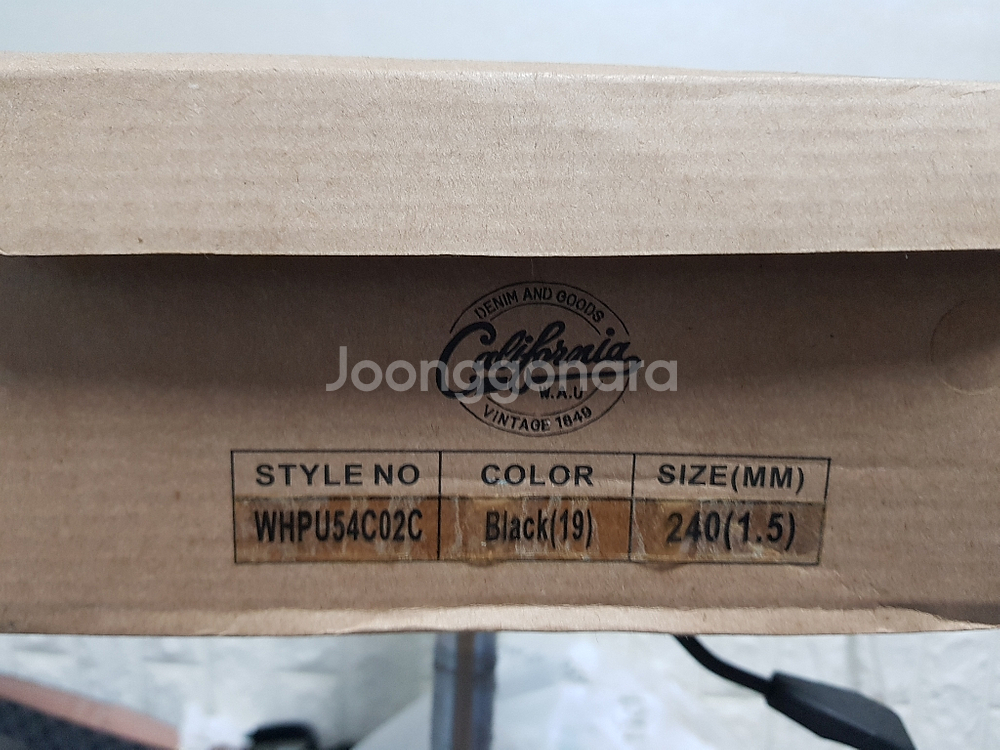 DENIM AND GOODS
California
Joonggonara
W.A.U
VINTAGE 1849
STYLE NO COLOR SIZE(MM)
WHPU54C02C Black(19) 240(1.5)